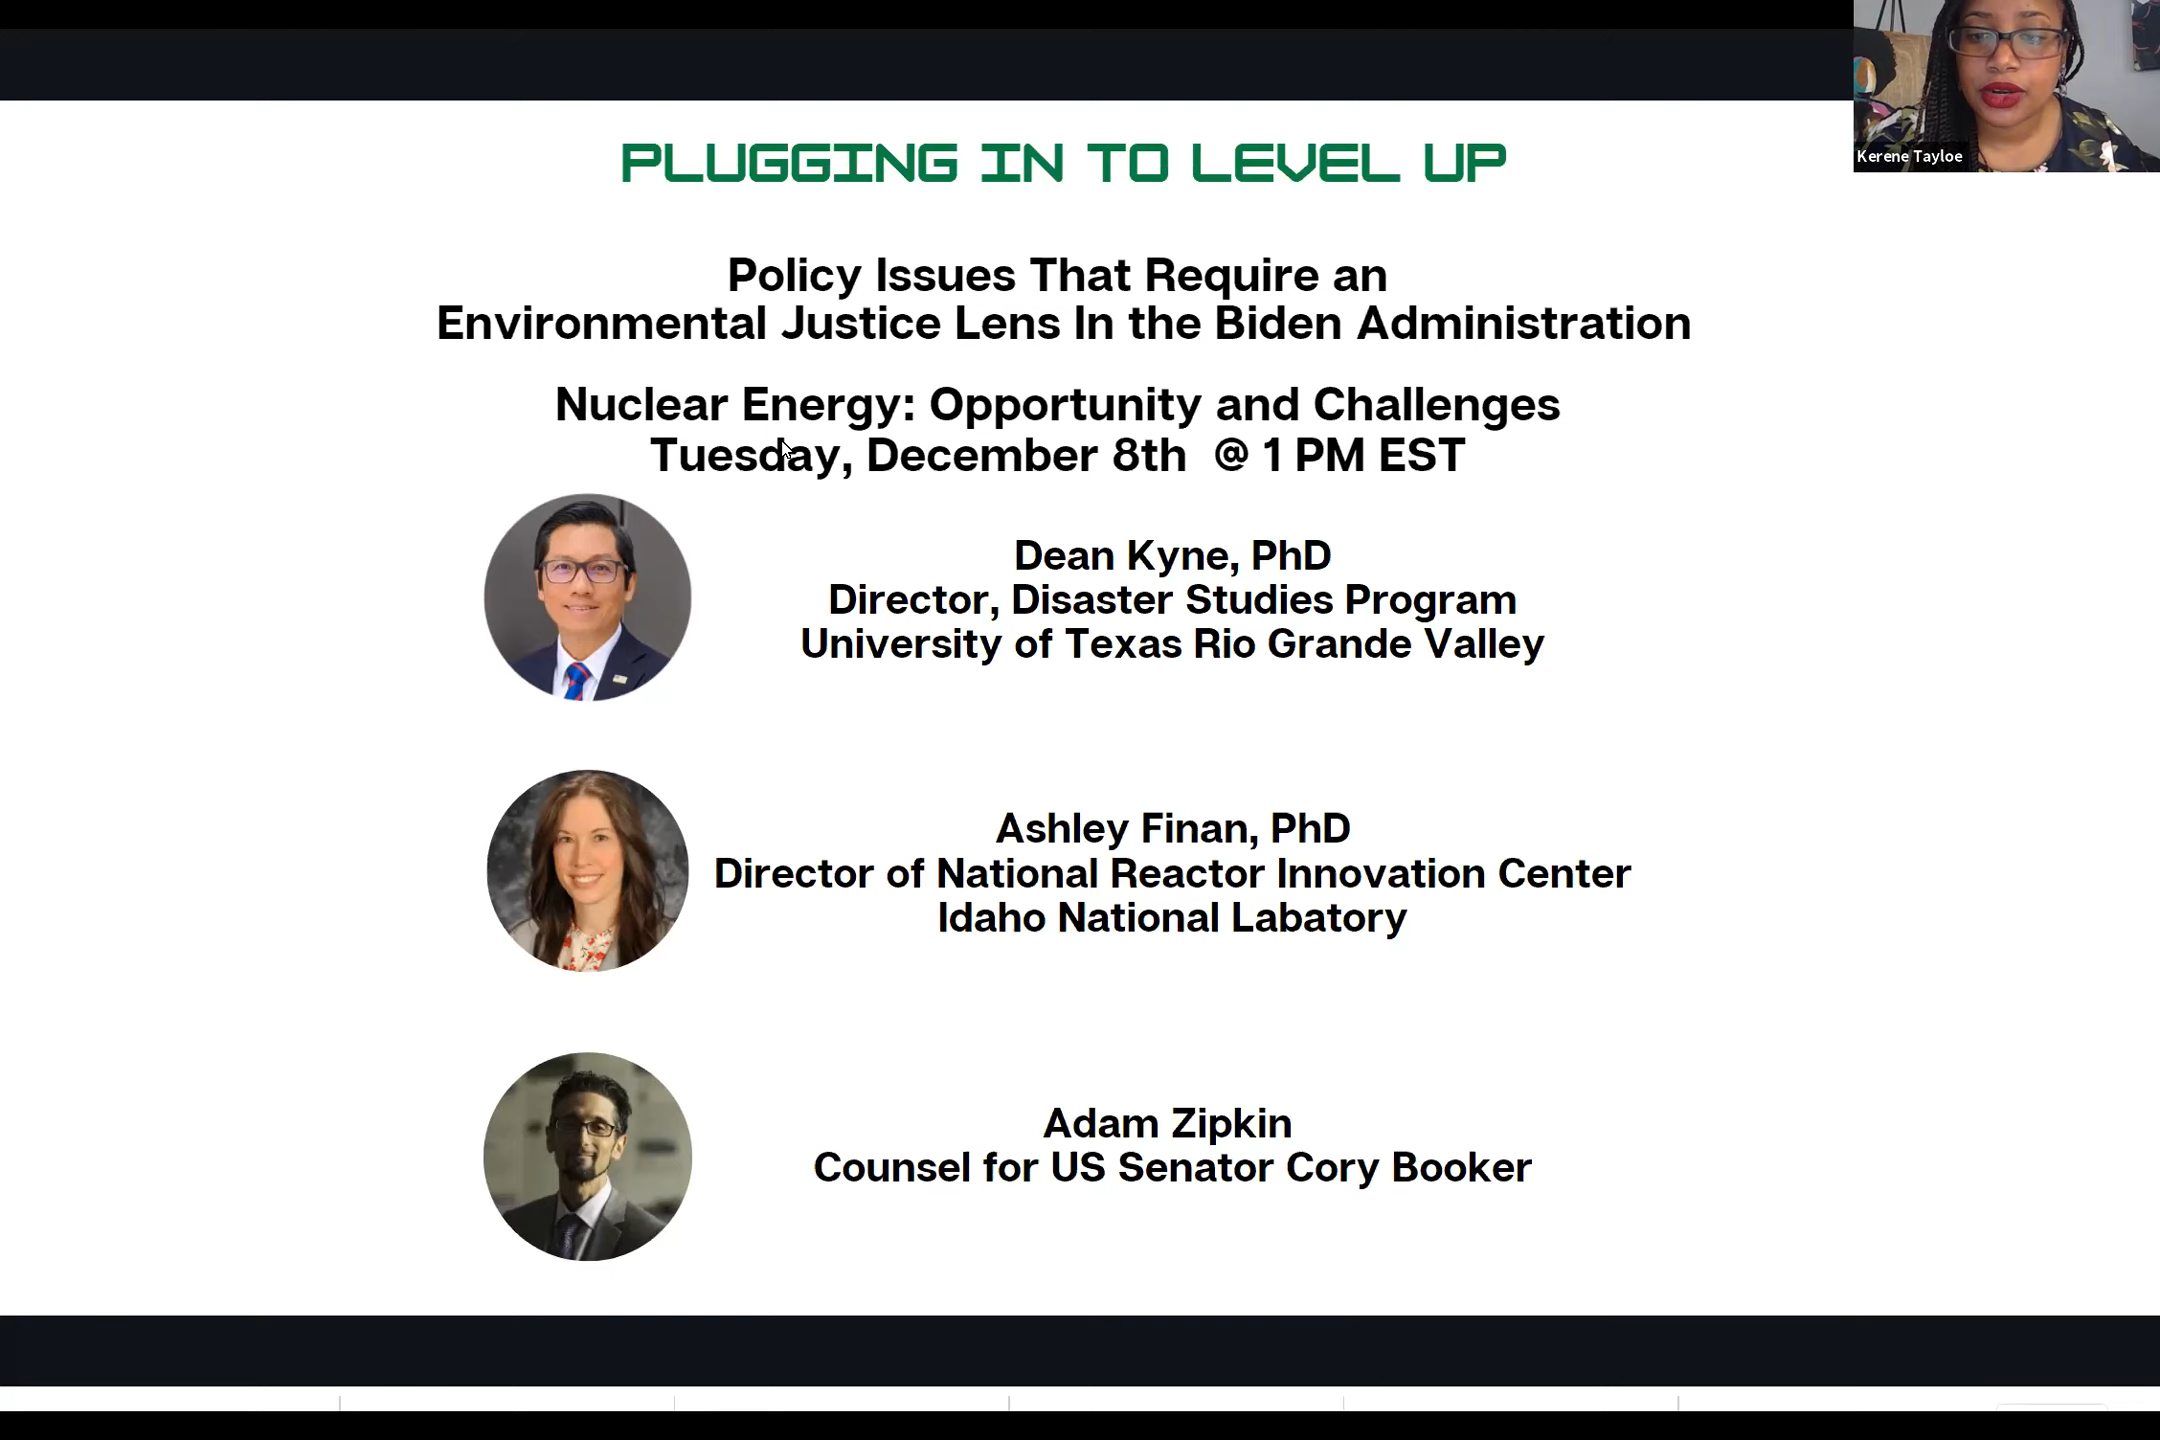 Kerene Tayloe
PLUGGING IN TO LEVEL UP
Policy Issues That Require an
Environmental Justice Lens In the Biden Administration
Nuclear Energy: Opportunity and Challenges
Tuesday, December 8th @ 1 PM EST
Dean Kyne, PhD
Director, Disaster Studies Program
University of Texas Rio Grande Valley
Ashley Finan, PhD
Director of National Reactor Innovation Center
Idaho National Labatory
Adam Zipkin
Counsel for US Senator Cory Booker